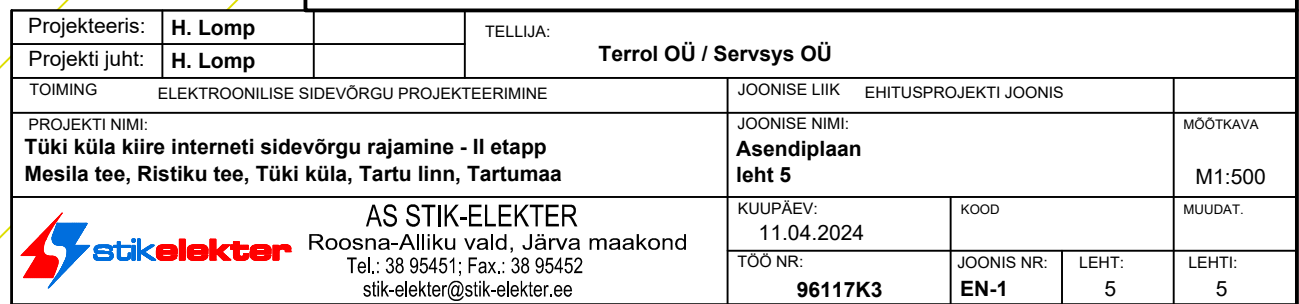 Projekteeris: H. Lomp
Projekti juht: H. Lomp
TELLIJA:
Terrol OÜ / Servsys OÜ
TOIMING ELEKTROONILISE SIDEVÕRGU PROJEKTEERIMINE
JOONISE LIIK EHITUSPROJEKTI JOONIS
PROJEKTI NIMI:
Tüki küla kiire interneti sidevõrgu rajamine - II etapp
Mesila tee, Ristiku tee, Tüki küla, Tartu linn, Tartumaa
JOONISE NIMI:
Asendiplaan
leht 5
MÕÕTKAVA
M1:500
stikelekter
AS STIK-ELEKTER
Roosna-Alliku vald, Järva maakond
Tel.: 38 95451; Fax.: 38 95452
stik-elekter@stik-elekter.ee
KUUPÄEV:
11.04.2024
KOOD
MUUDAT.
TÖÖ NR:
96117K3
JOONIS NR:
EN-1
LEHT:
5
LEHTI:
5